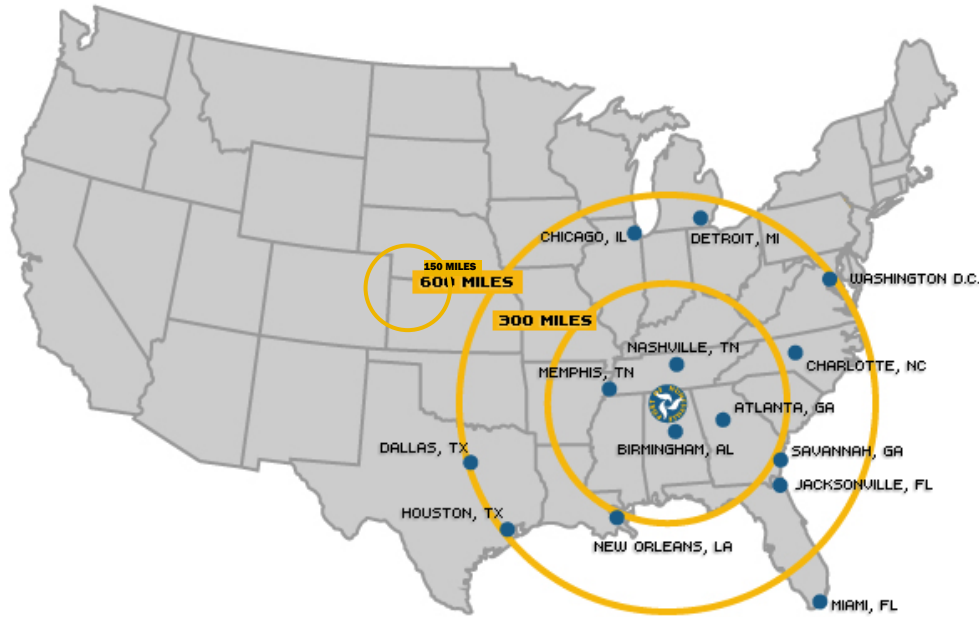 CHICAGO, IL
DETROIT, MI
150 MILES
600 MILES
WASHINGTON D.C.
300 MILES
NASHVILLE, TN
MEMPHIS, TN
CHARLOTTE, NC
ATLANTA, GA
DALLAS, TX
BIRMINGHAM, AL
SAVANNAH, GA
JACKSONVILLE, FL
HOUSTON, TX
NEW ORLEANS, LA
MIAMI, FL